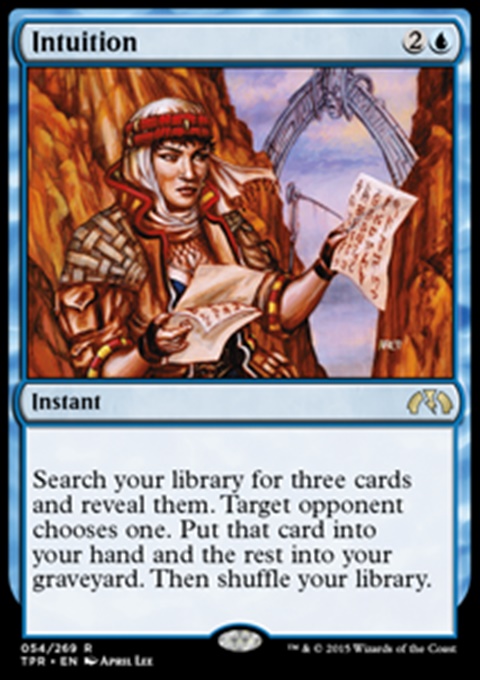 Intuition 2
Instant
Search your library for three cards
and reveal them. Target opponent
chooses one. Put that card into
your hand and the rest into your
graveyard. Then shuffle your library.
054/269 R
TPR • EN April Lee
™ & © 2015 Wizards of the Coast